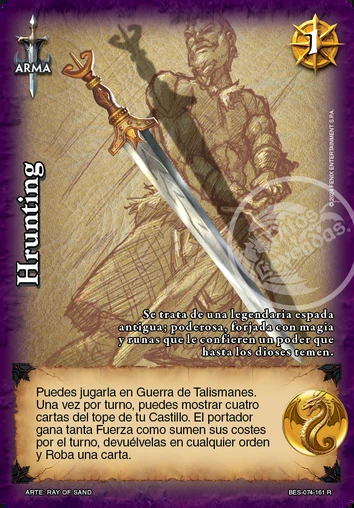 1
ARMA
Hrunting
© 2024 FENIX ENTERTAINMENT S.P.A.
Se trata de una legendaria espada
antigua; poderosa, forjada con magia
y runas que le confieren un poder que
hasta los dioses temen.
Puedes jugarla en Guerra de Talismanes.
Una vez por turno, puedes mostrar cuatro
cartas del tope de tu Castillo. El portador
gana tanta Fuerza como sumen sus costes
por el turno, devuélvelas en cualquier orden
y Roba una carta.
ARTE: RAY OF SAND
BES-074-161 R